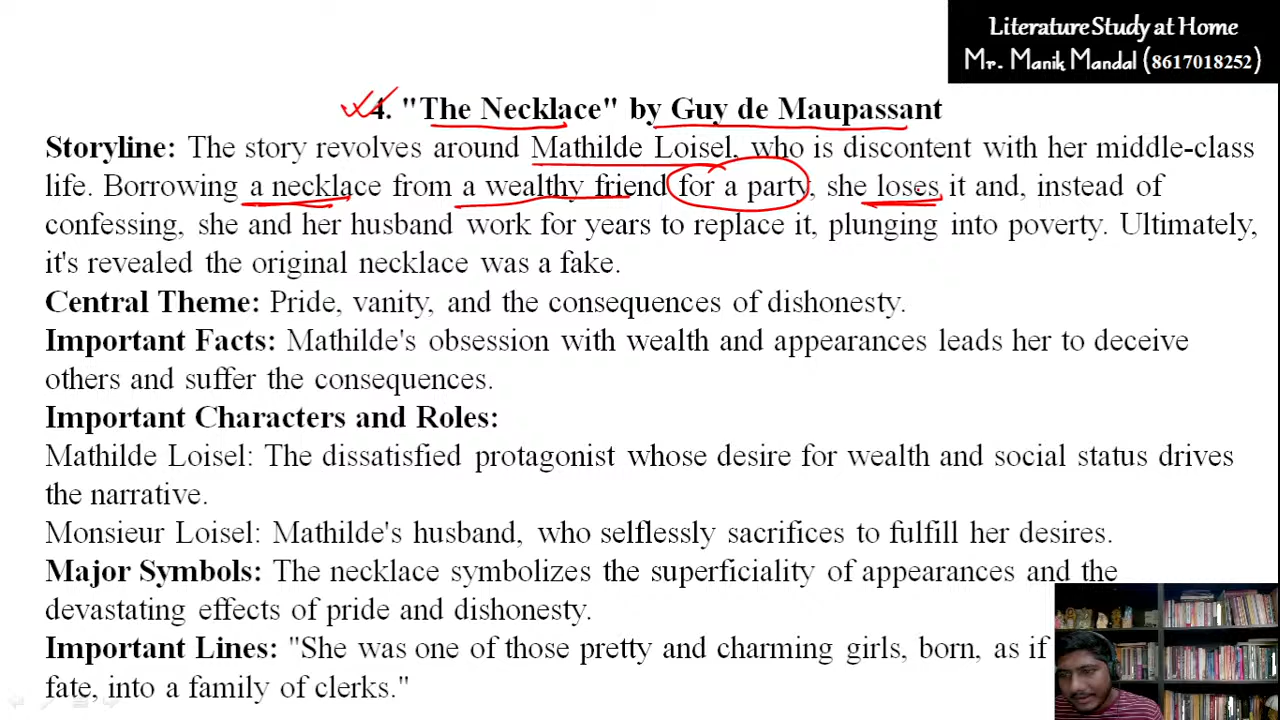 Literature Study at Home
Mr. Manik Mandal (8617018252)
4. "The Necklace" by Guy de Maupassant
Storyline: The story revolves around Mathilde Loisel, who is discontent with her middle-class
life. Borrowing a necklace from a wealthy friend for a party, she loses it and, instead of
confessing, she and her husband work for years to replace it, plunging into poverty. Ultimately,
it's revealed the original necklace was a fake.
Central Theme: Pride, vanity, and the consequences of dishonesty.
Important Facts: Mathilde's obsession with wealth and appearances leads her to deceive
others and suffer the consequences.
Important Characters and Roles:
Mathilde Loisel: The dissatisfied protagonist whose desire for wealth and social status drives
the narrative.
Monsieur Loisel: Mathilde's husband, who selflessly sacrifices to fulfill her desires.
Major Symbols: The necklace symbolizes the superficiality of appearances and the
devastating effects of pride and dishonesty.
Important Lines: "She was one of those pretty and charming girls, born, as if
fate, into a family of clerks."